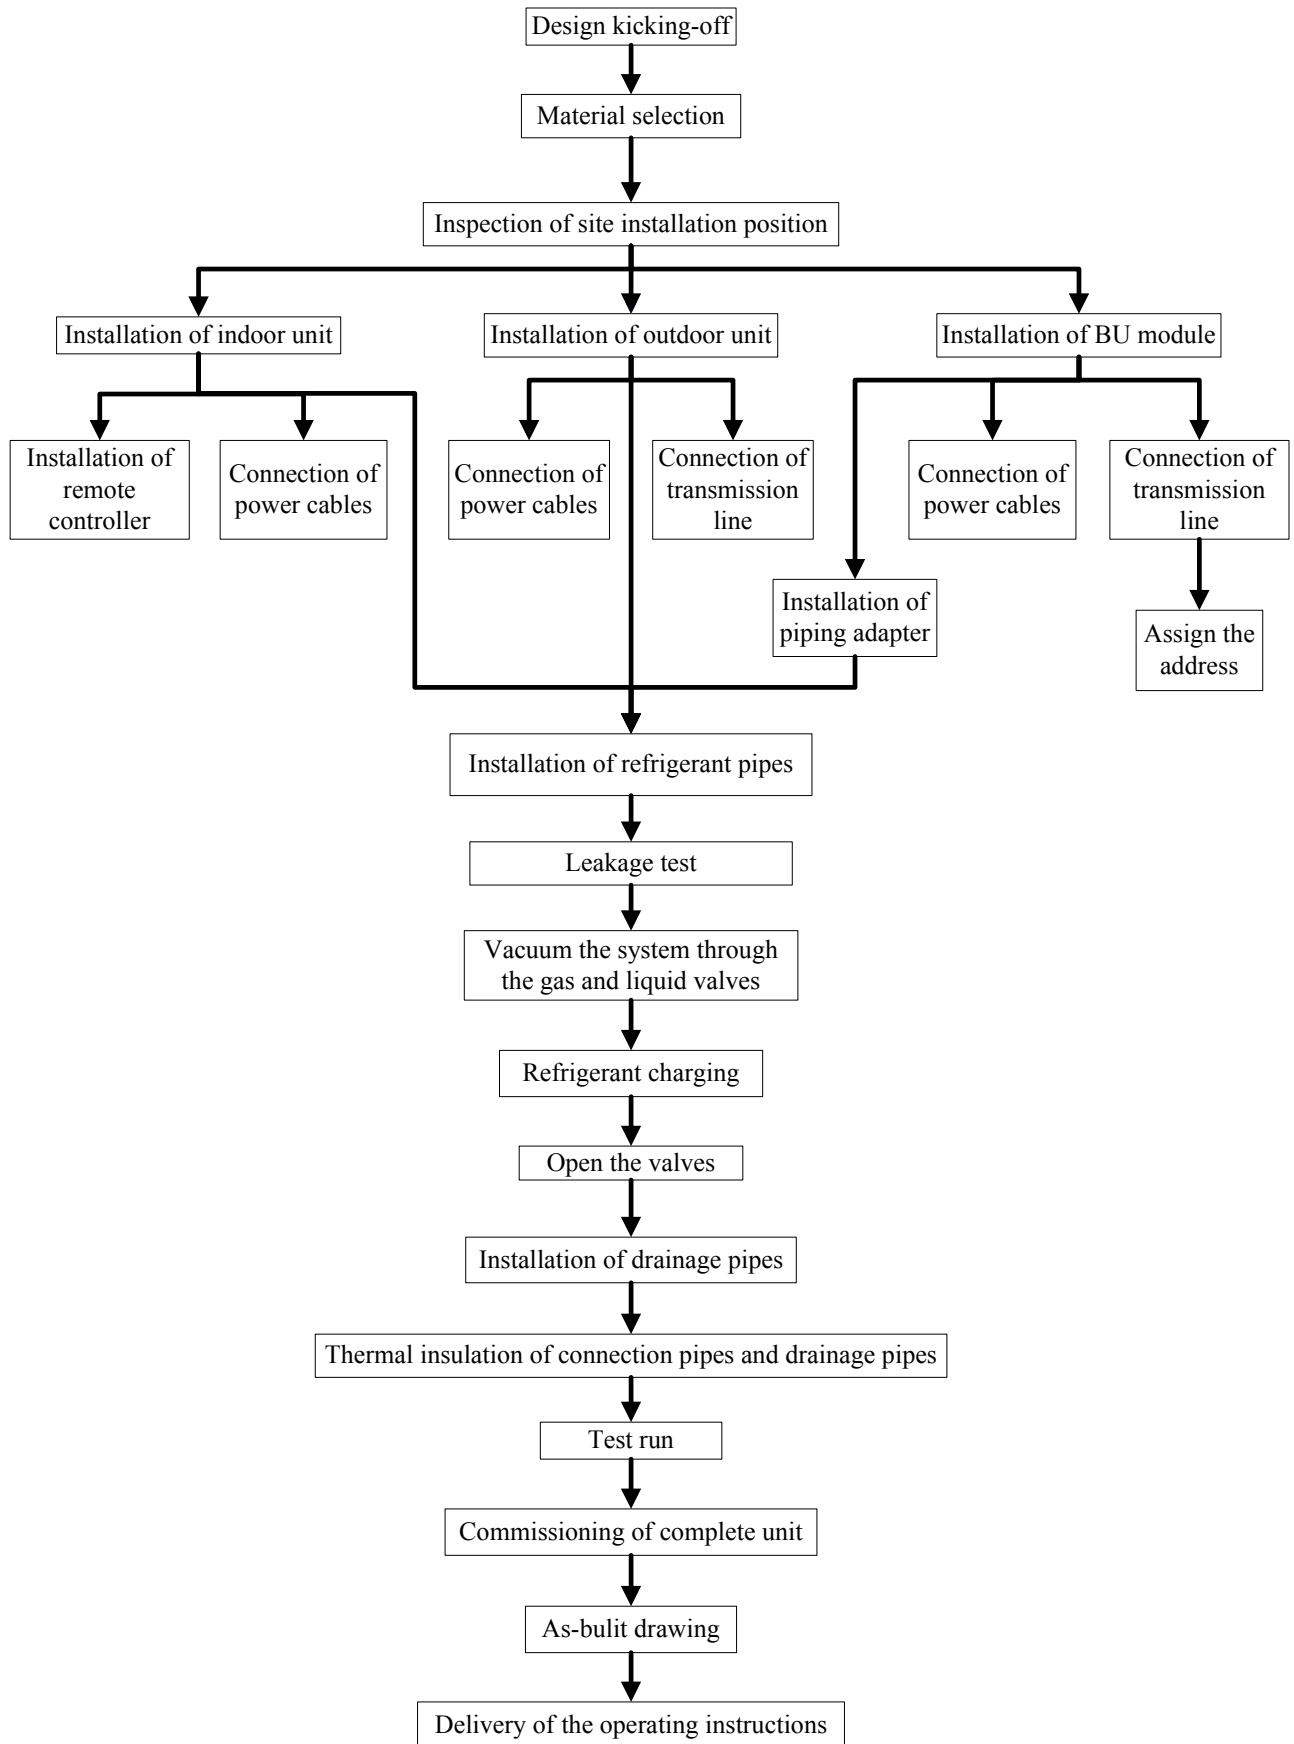 Design kicking-off
Material selection
Inspection of site installation position
Installation of indoor unit
Installation of outdoor unit
Installation of BU module
Installation of
remote
controller
Connection of
power cables
Connection of
power cables
Connection of
transmission
line
Connection of
power cables
Connection of
transmission
line
Installation of
piping adapter
Assign the
address
Installation of refrigerant pipes
Leakage test
Vacuum the system through
the gas and liquid valves
Refrigerant charging
Open the valves
Installation of drainage pipes
Thermal insulation of connection pipes and drainage pipes
Test run
Commissioning of complete unit
As-bulit drawing
Delivery of the operating instructions